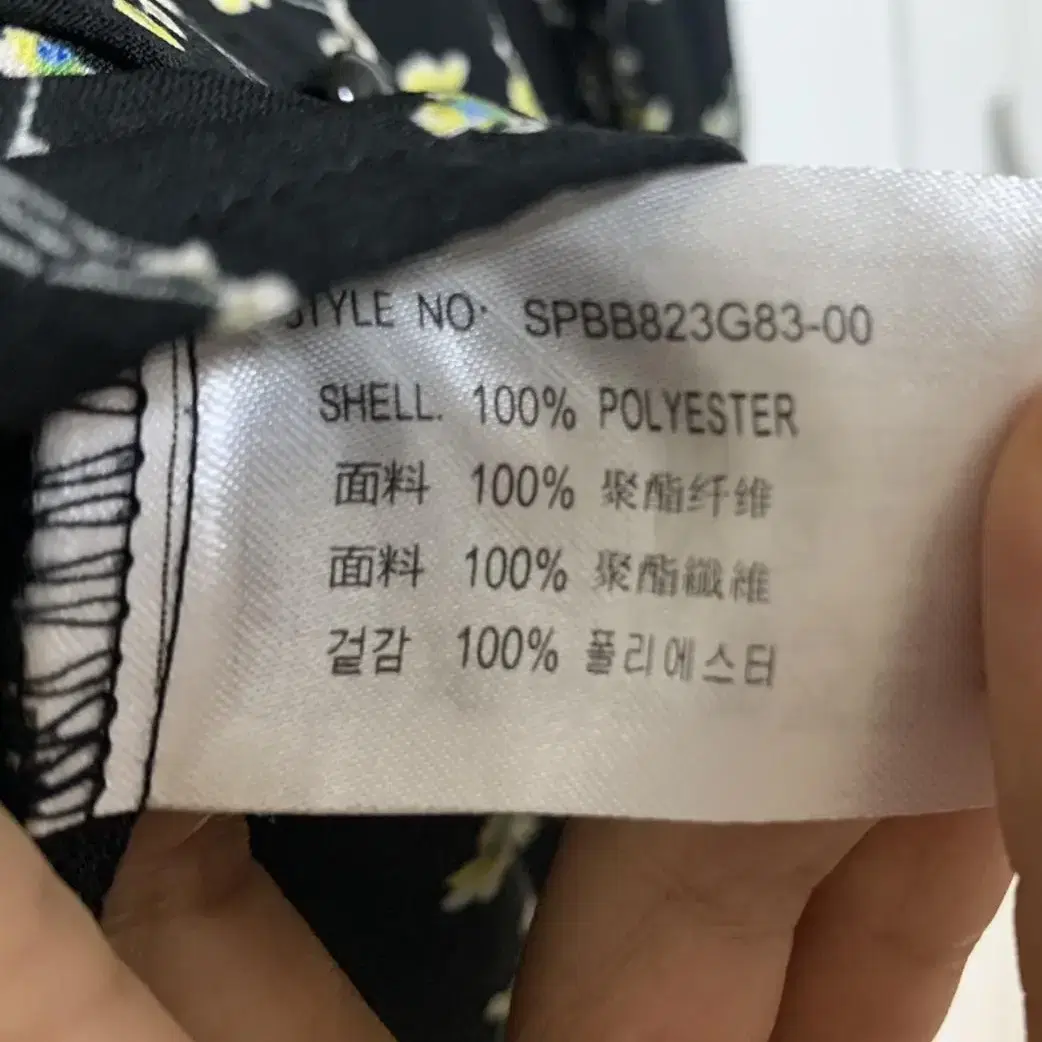 STYLE NO: SPBB823G83-00
SHELL. 100% POLYESTER
面料 100% 聚酯纤维
面料 100% 聚酯纖維
겉감 100% 폴리에스터